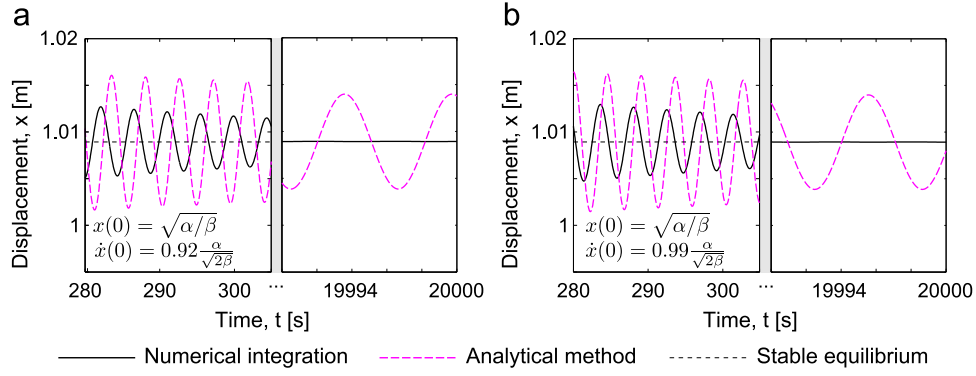 a
b
1.02
1.01
1
Displacement, x [m]
x(0) = √α/β
ẋ(0) = 0.92 α/√2β
280 290 300 ... 19994 20000
Time, t [s]
1.02
1.01
1
Displacement, x [m]
x(0) = √α/β
ẋ(0) = 0.99 α/√2β
280 290 300 ... 19994 20000
Time, t [s]
Numerical integration Analytical method Stable equilibrium